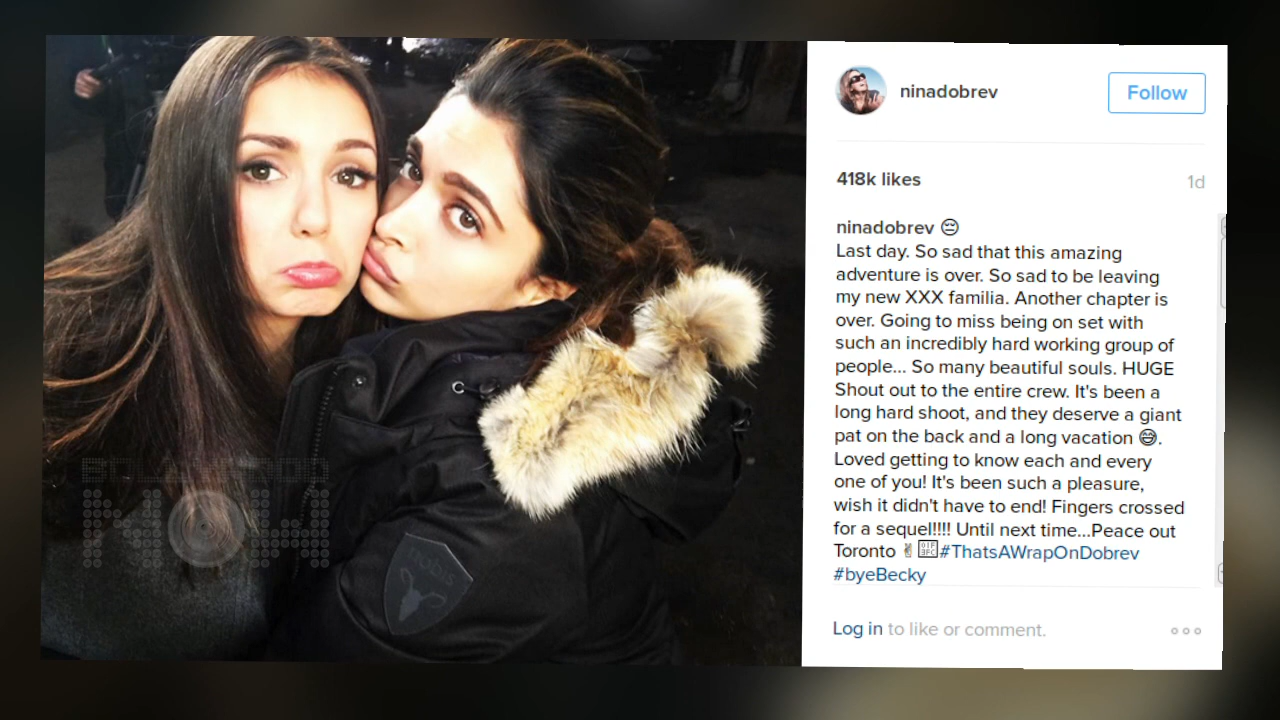 ninadobrev
Follow
418k likes
1d
ninadobrev 😔
Last day. So sad that this amazing
adventure is over. So sad to be leaving
my new XXX familia. Another chapter is
over. Going to miss being on set with
such an incredibly hard working group of
people... So many beautiful souls. HUGE
Shout out to the entire crew. It's been a
long hard shoot, and they deserve a giant
pat on the back and a long vacation 😅.
Loved getting to know each and every
one of you! It's been such a pleasure,
wish it didn't have to end! Fingers crossed
for a sequel!!!! Until next time...Peace out
Toronto ✌#ThatsAWrapOnDobrev
#byeBecky
Log in to like or comment.
BOLLYWOOD
NOW
nobis